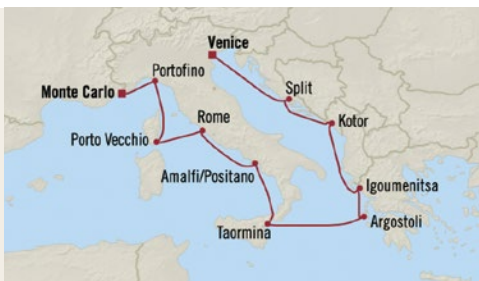 Venice
Portofino
Monte Carlo
Split
Rome
Kotor
Porto Vecchio
Amalfi/Positano
Igoumenitsa
Argostoli
Taormina